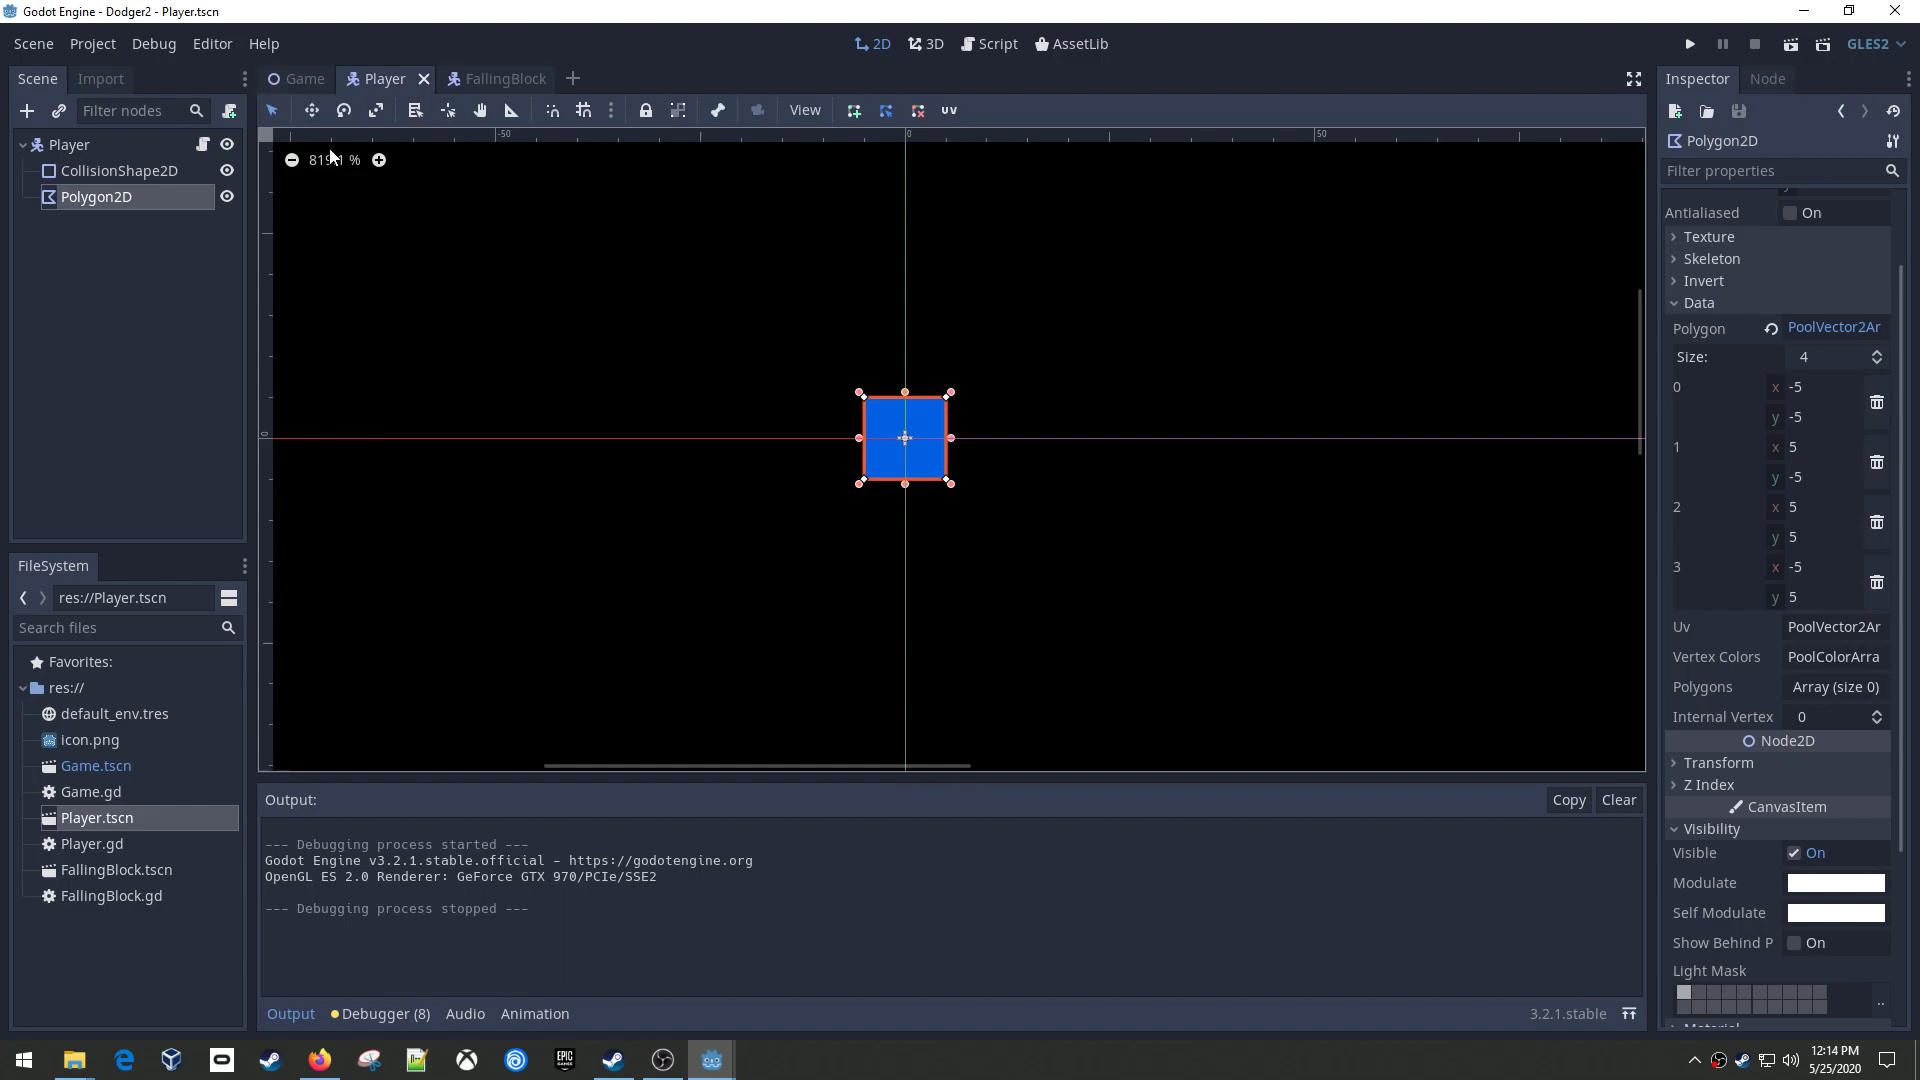 Godot Engine - Dodger2 - Player.tscn
Scene Project Debug Editor Help
2D 3D Script AssetLib
GLES2
Scene Import
Game Player FallingBlock
Inspector Node
Filter nodes
View
UV
Player
CollisionShape2D
Polygon2D
-50 0 50
0
%
Polygon2D
Filter properties
Antialiased On
Texture
Skeleton
Invert
Data
Polygon PoolVector2Ar
Size: 4
0 x -5
y -5
1 x 5
y -5
2 x 5
y 5
3 x -5
y 5
Uv PoolVector2Ar
Vertex Colors PoolColorArra
Polygons Array (size 0)
Internal Vertex 0
Node2D
Transform
Z Index
CanvasItem
Visibility
Visible On
Modulate
Self Modulate
Show Behind P On
Light Mask
..
FileSystem
res://Player.tscn
Search files
Favorites:
res://
default_env.tres
icon.png
Game.tscn
Game.gd
Player.tscn
Player.gd
FallingBlock.tscn
FallingBlock.gd
Output: Copy Clear
--- Debugging process started ---
Godot Engine v3.2.1.stable.official - https://godotengine.org
OpenGL ES 2.0 Renderer: GeForce GTX 970/PCIe/SSE2
--- Debugging process stopped ---
Output Debugger (8) Audio Animation
3.2.1.stable
EPIC
GAMES
12:14 PM
5/25/2020